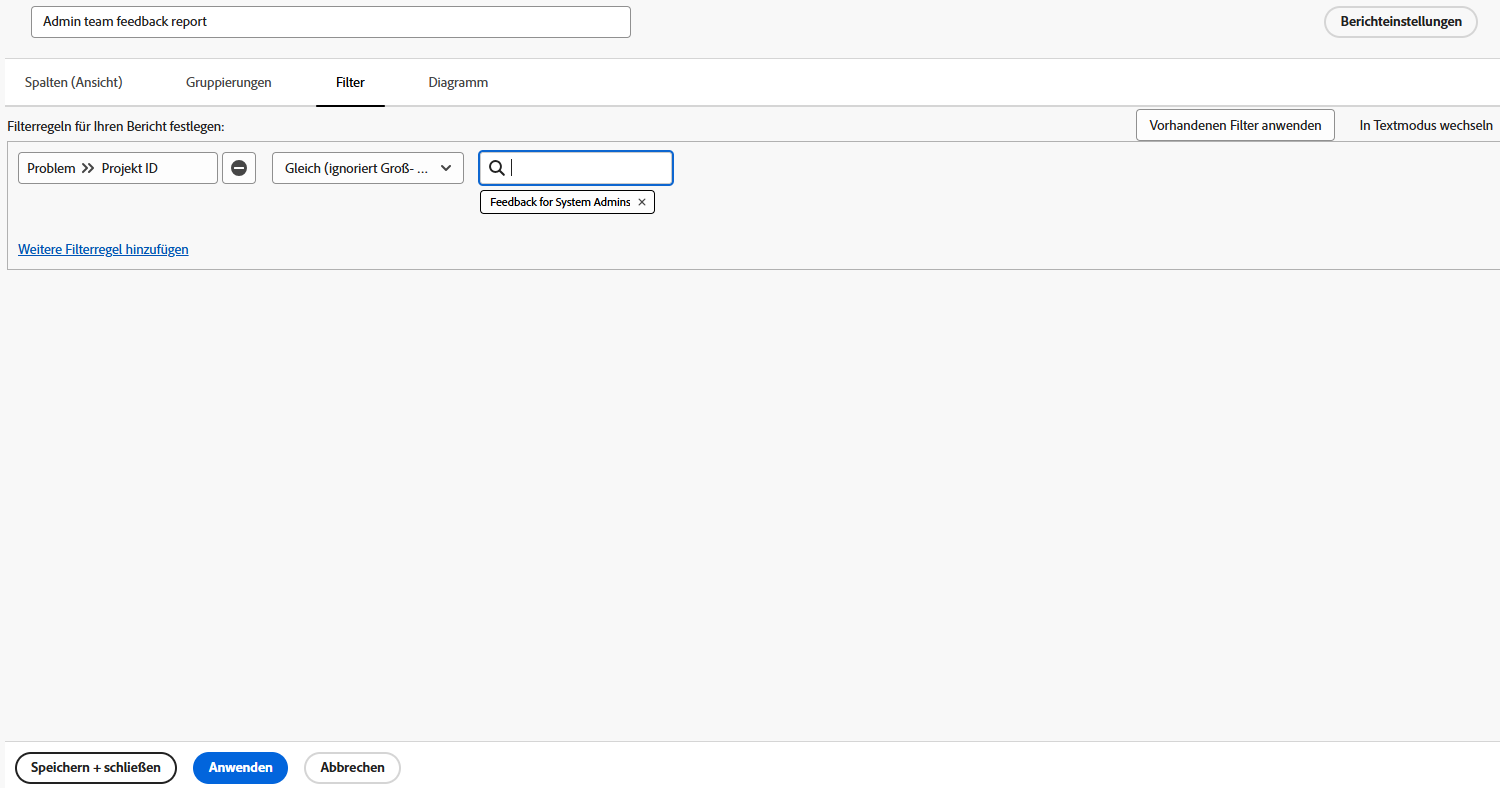 Admin team feedback report
Berichteinstellungen
Spalten (Ansicht) Gruppierungen Filter Diagramm
Filterregeln für Ihren Bericht festlegen:
Vorhandenen Filter anwenden In Textmodus wechseln
Problem Projekt ID Gleich (ignoriert Groß- ...
Feedback for System Admins
Weitere Filterregel hinzufügen
Speichern + schließen Anwenden Abbrechen